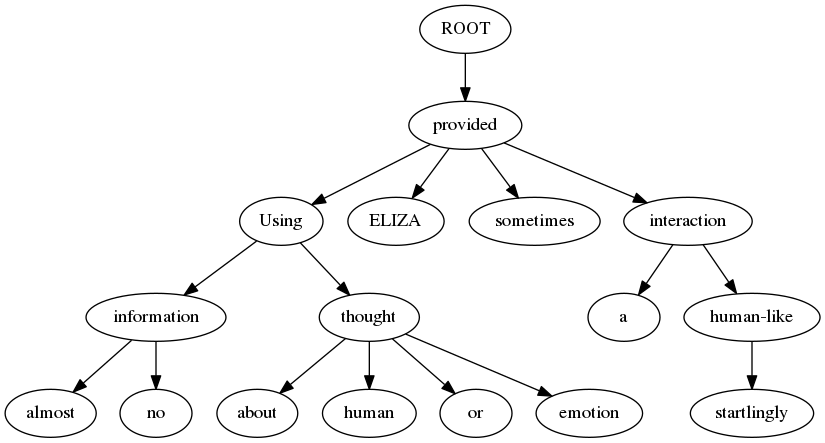 ROOT
provided
Using ELIZA sometimes interaction
information thought a human-like
almost no about human or emotion startlingly